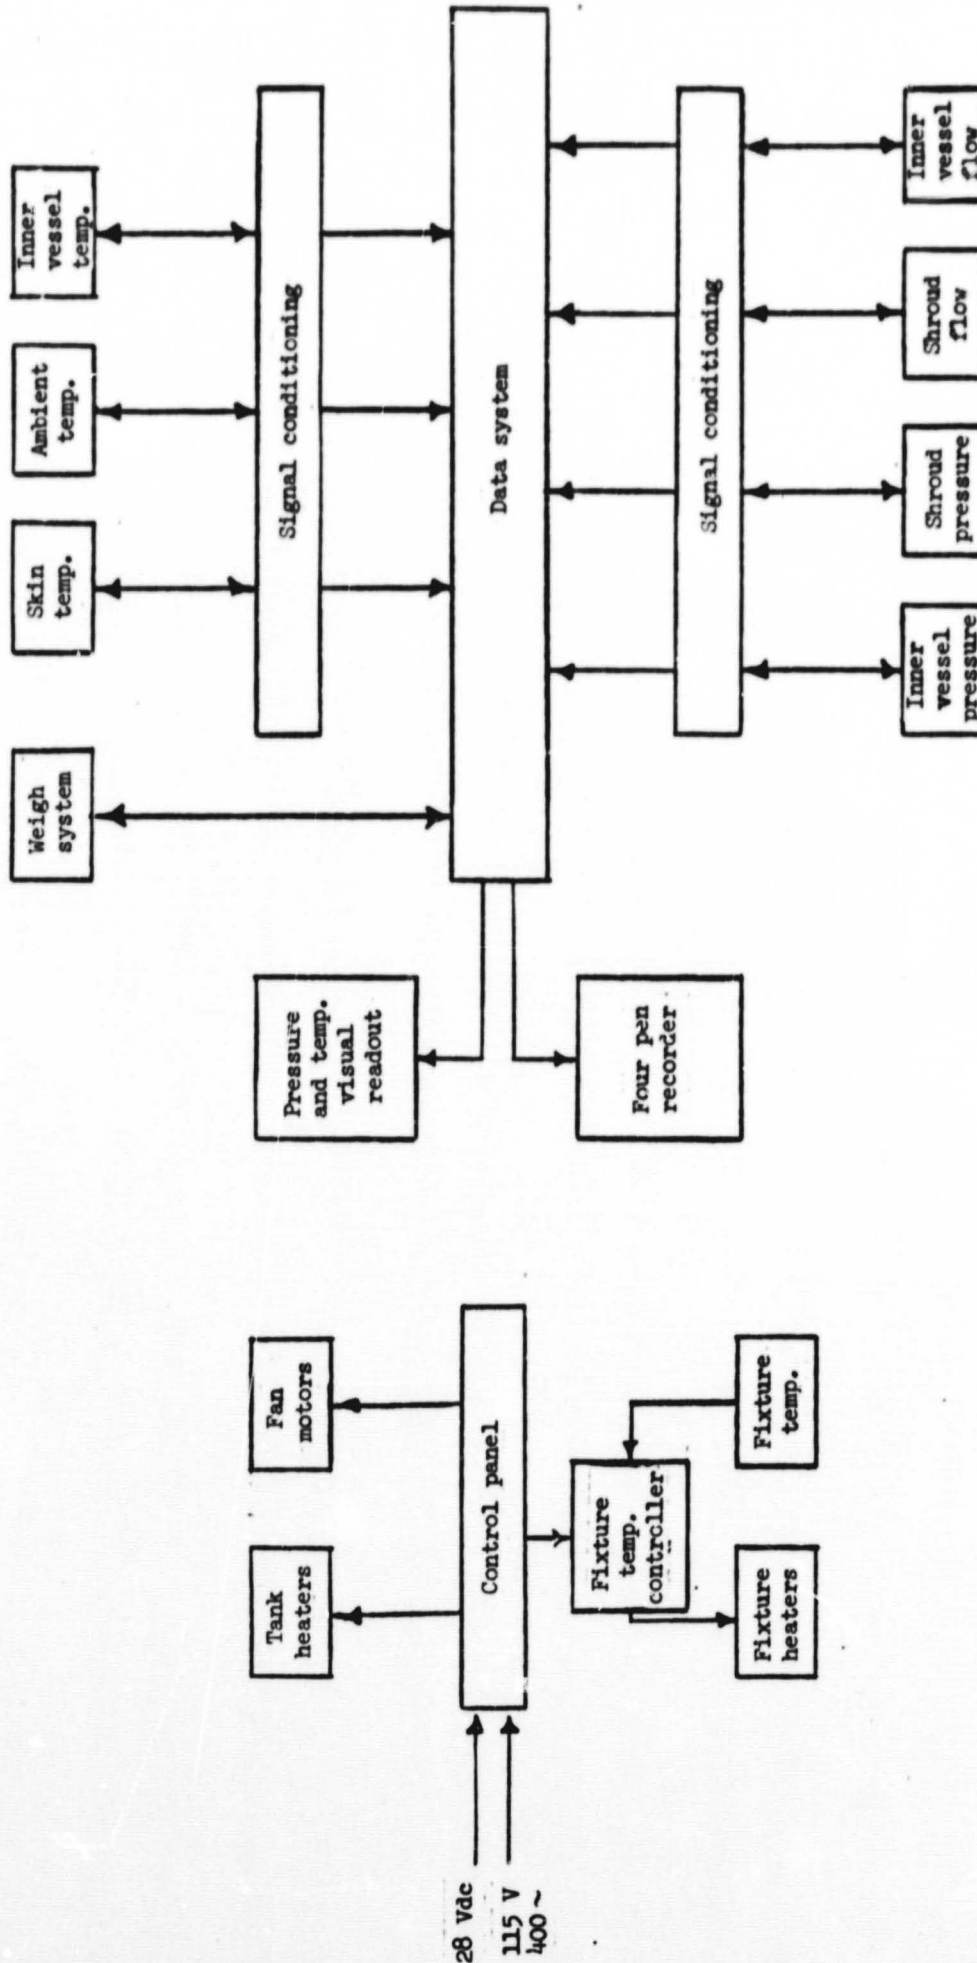 28 Vdc
115 V
400 ~
Tank
heaters
Fan
motors
Control panel
Fixture
temp.
controller
Fixture
heaters
Fixture
temp.
Pressure
and temp.
visual
readout
Four pen
recorder
Weigh
system
Skin
temp.
Ambient
temp.
Inner
vessel
temp.
Signal conditioning
Data system
Signal conditioning
Inner
vessel
pressure
Shroud
pressure
Shroud
flow
Inner
vessel
flow